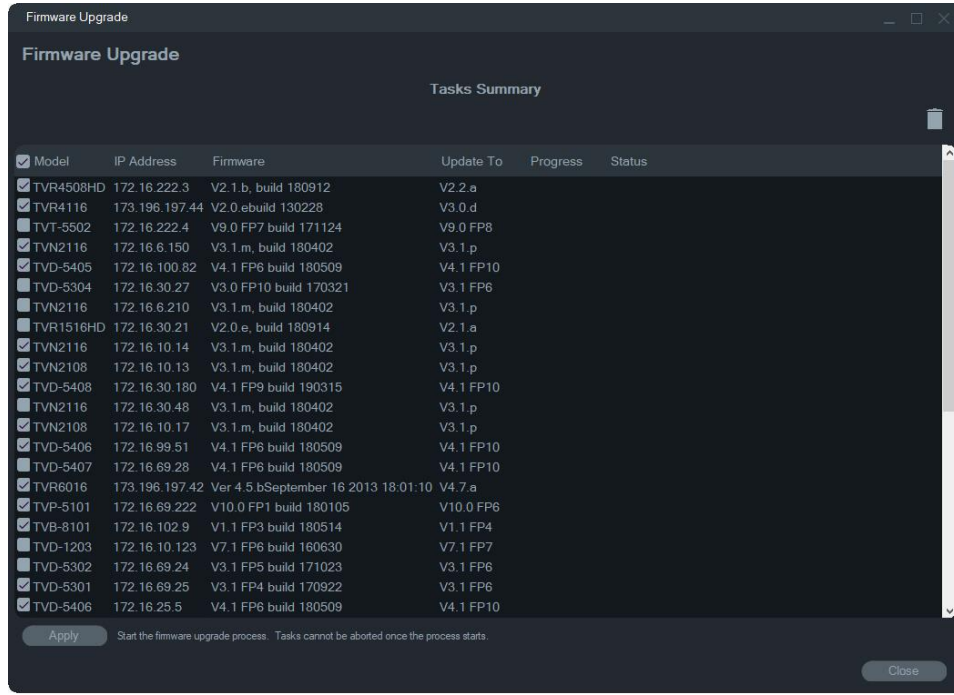 Firmware Upgrade
Firmware Upgrade
Tasks Summary
Model IP Address Firmware Update To Progress Status
TVR4508HD 172.16.222.3 V2.1.b, build 180912 V2.2.a
TVR4116 173.196.197.44 V2.0.ebuild 130228 V3.0.d
TVT-5502 172.16.222.4 V9.0 FP7 build 171124 V9.0 FP8
TVN2116 172.16.6.150 V3.1.m, build 180402 V3.1.p
TVD-5405 172.16.100.82 V4.1 FP6 build 180509 V4.1 FP10
TVD-5304 172.16.30.27 V3.0 FP10 build 170321 V3.1 FP6
TVN2116 172.16.6.210 V3.1.m, build 180402 V3.1.p
TVR1516HD 172.16.30.21 V2.0.e, build 180914 V2.1.a
TVN2116 172.16.10.14 V3.1.m, build 180402 V3.1.p
TVN2108 172.16.10.13 V3.1.m, build 180402 V3.1.p
TVD-5408 172.16.30.180 V4.1 FP9 build 190315 V4.1 FP10
TVN2116 172.16.30.48 V3.1.m, build 180402 V3.1.p
TVN2108 172.16.10.17 V3.1.m, build 180402 V3.1.p
TVD-5406 172.16.99.51 V4.1 FP6 build 180509 V4.1 FP10
TVD-5407 172.16.69.28 V4.1 FP6 build 180509 V4.1 FP10
TVR6016 173.196.197.42 Ver 4.5.bSeptember 16 2013 18:01:10 V4.7.a
TVP-5101 172.16.69.222 V10.0 FP1 build 180105 V10.0 FP6
TVB-8101 172.16.102.9 V1.1 FP3 build 180514 V1.1 FP4
TVD-1203 172.16.10.123 V7.1 FP6 build 160630 V7.1 FP7
TVD-5302 172.16.69.24 V3.1 FP5 build 171023 V3.1 FP6
TVD-5301 172.16.69.25 V3.1 FP4 build 170922 V3.1 FP6
TVD-5406 172.16.25.5 V4.1 FP6 build 180509 V4.1 FP10
Apply Start the firmware upgrade process. Tasks cannot be aborted once the process starts.
Close